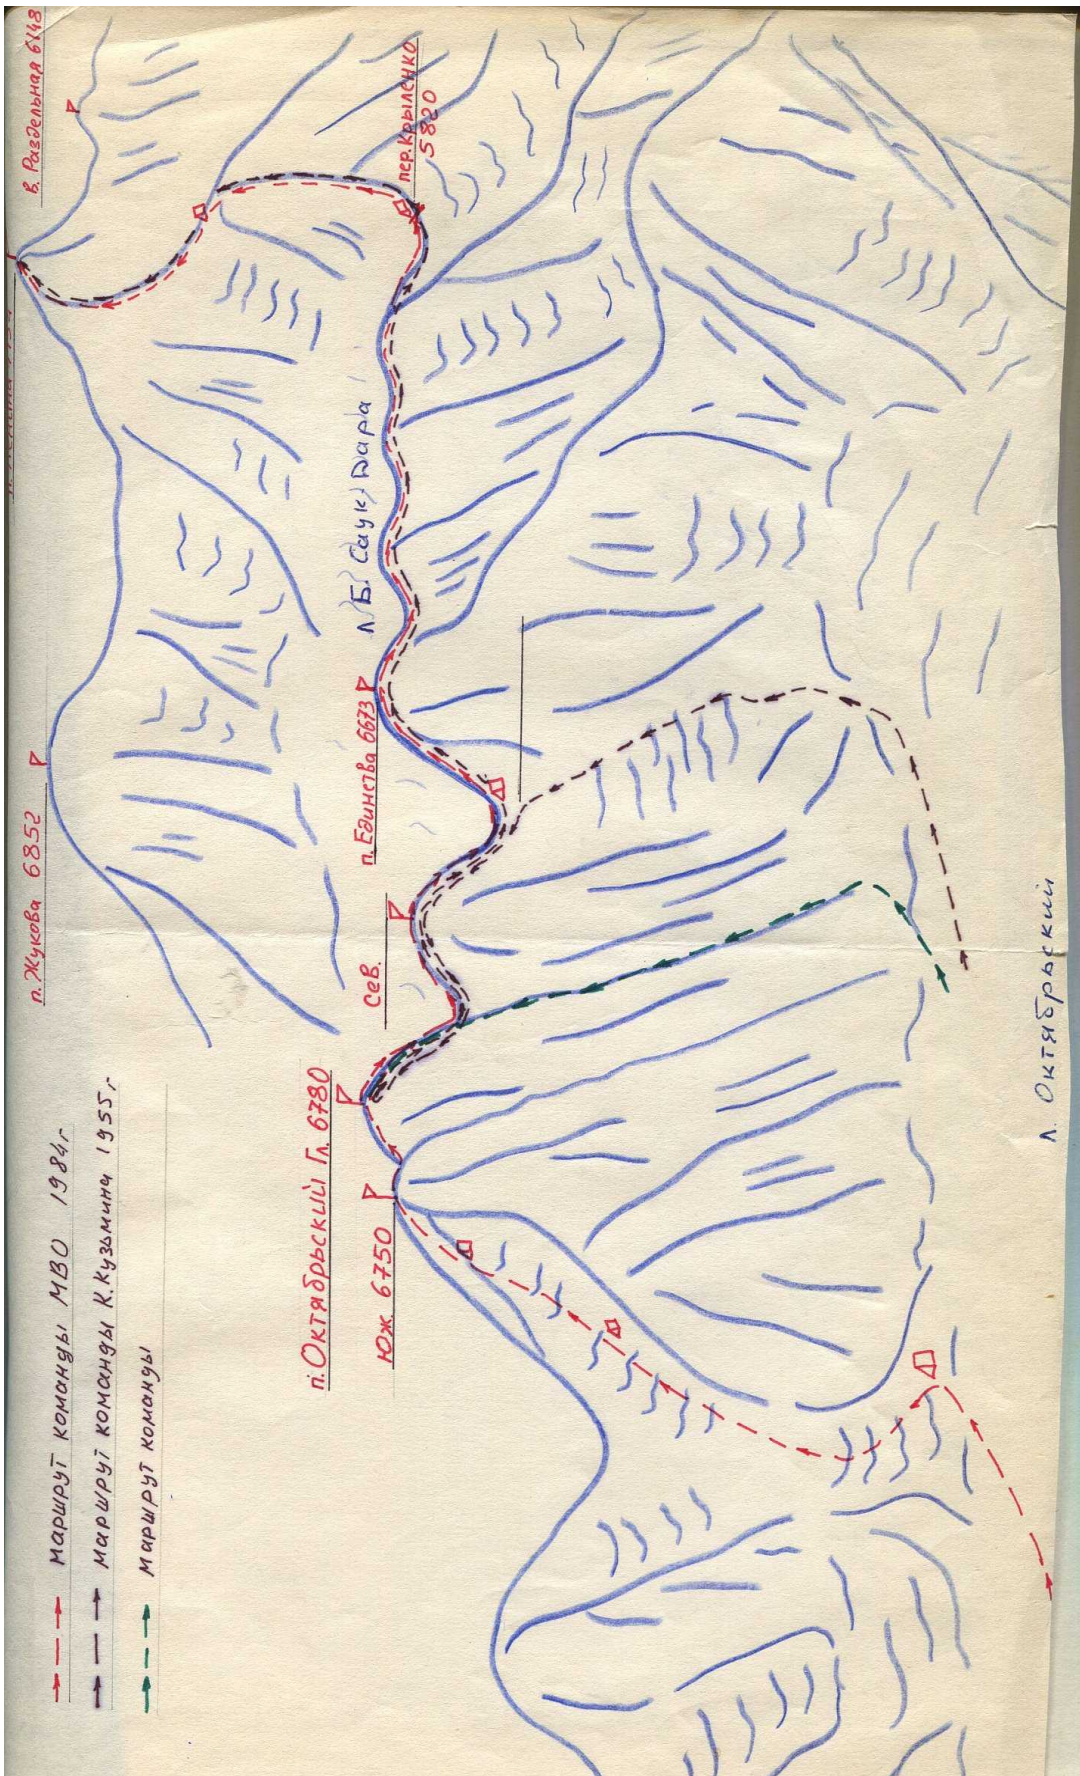 маршрут команды МВО 1984г
маршрут команды К.Кузьмина 1955г
маршрут команды
п. Жукова 6852
в. Раздельная 6148
пер. Крыленко
5820
л. Б. Саук Дара
п. Единства 6673
Сев.
п. Октябрьский Гл. 6780
Юж. 6750
л. Октябрьский